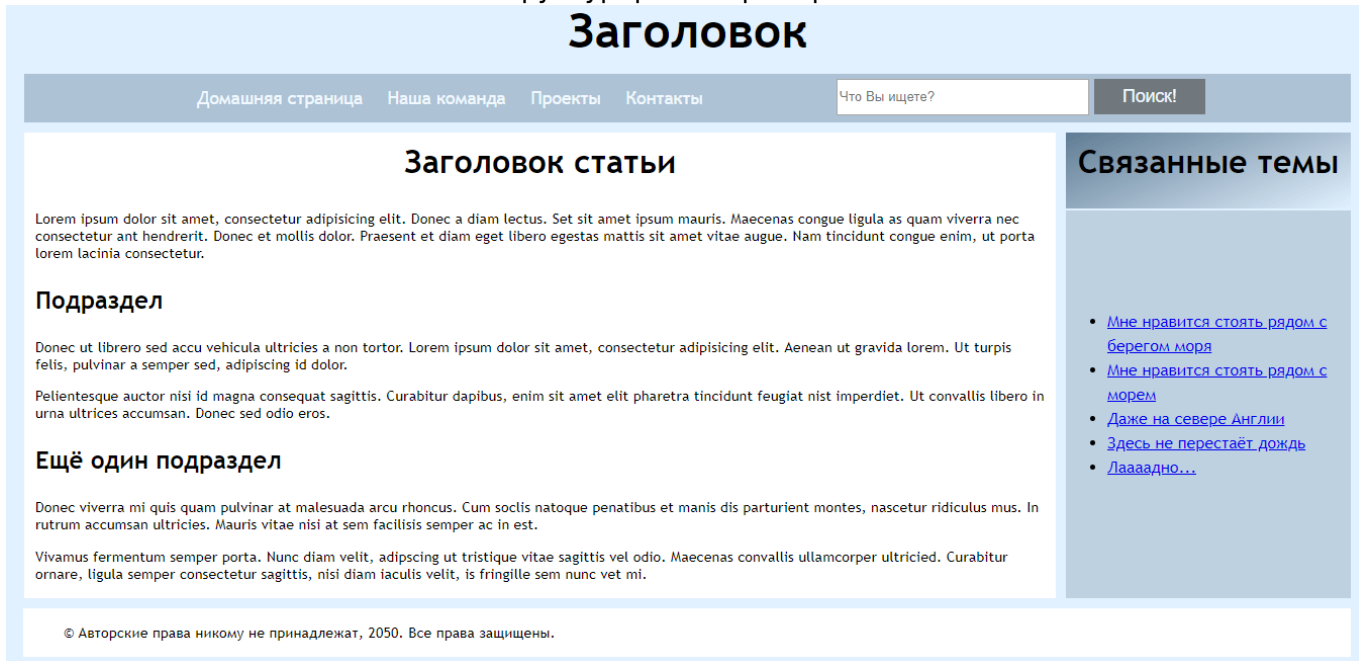 Заголовок
Домашняя страница Наша команда Проекты Контакты Что Вы ищете? Поиск!
Заголовок статьи
Lorem ipsum dolor sit amet, consectetur adipisicing elit. Donec a diam lectus. Set sit amet ipsum mauris. Maecenas congue ligula as quam viverra nec
consectetur ant hendrerit. Donec et mollis dolor. Praesent et diam eget libero egestas mattis sit amet vitae augue. Nam tincidunt congue enim, ut porta
lorem lacinia consectetur.
Подраздел
Donec ut librero sed accu vehicula ultricies a non tortor. Lorem ipsum dolor sit amet, consectetur adipisicing elit. Aenean ut gravida lorem. Ut turpis
felis, pulvinar a semper sed, adipiscing id dolor.
Pelientesque auctor nisi id magna consequat sagittis. Curabitur dapibus, enim sit amet elit pharetra tincidunt feugiat nist imperdiet. Ut convallis libero in
urna ultrices accumsan. Donec sed odio eros.
Ещё один подраздел
Donec viverra mi quis quam pulvinar at malesuada arcu rhoncus. Cum soclis natoque penatibus et manis dis parturient montes, nascetur ridiculus mus. In
rutrum accumsan ultricies. Mauris vitae nisi at sem facilisis semper ac in est.
Vivamus fermentum semper porta. Nunc diam velit, adipscing ut tristique vitae sagittis vel odio. Maecenas convallis ullamcorper ultricied. Curabitur
ornare, ligula semper consectetur sagittis, nisi diam iaculis velit, is fringille sem nunc vet mi.
Связанные темы
• Мне нравится стоять рядом с
берегом моря
• Мне нравится стоять рядом с
морем
• Даже на севере Англии
• Здесь не перестаёт дождь
• Лаааадно...
© Авторские права никому не принадлежат, 2050. Все права защищены.